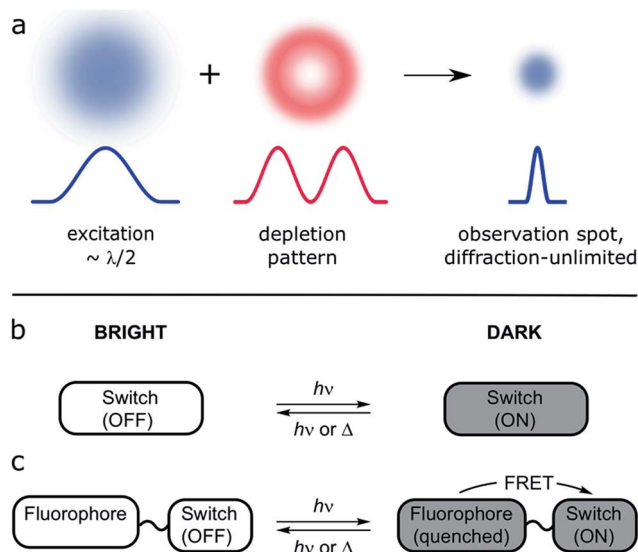 a
+
excitation
~ λ/2
depletion
pattern
observation spot,
diffraction-unlimited
b
BRIGHT
DARK
Switch
(OFF)
hν
hν or Δ
Switch
(ON)
c
Fluorophore
Switch
(OFF)
hν
hν or Δ
FRET
Fluorophore
(quenched)
Switch
(ON)